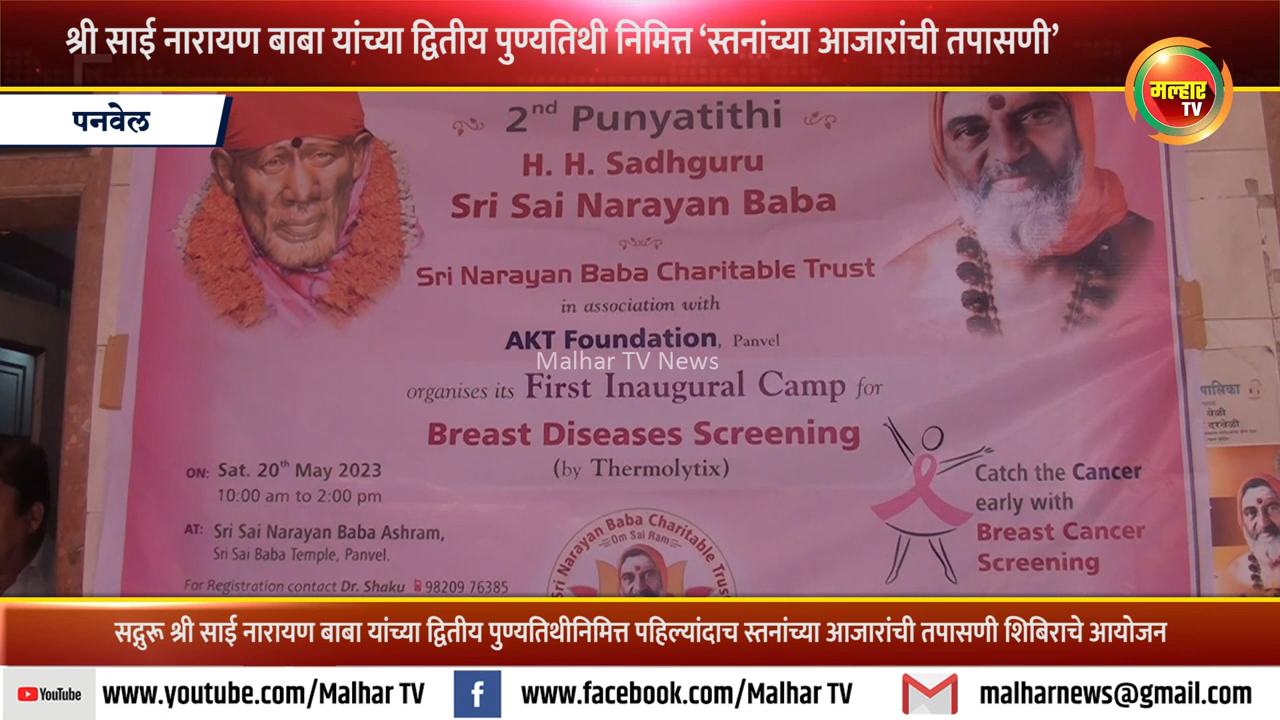 श्री साई नारायण बाबा यांच्या द्वितीय पुण्यतिथी निमित्त ‘स्तनांच्या आजारांची तपासणी’
मल्हार
TV
पनवेल
2nd Punyatithi
H. H. Sadhguru
Sri Sai Narayan Baba
Sri Narayan Baba Charitable Trust
in association with
AKT Foundation, Panvel
Malhar TV News
organises its First Inaugural Camp for
Breast Diseases Screening
(by Thermolytix)
ON: Sat. 20th May 2023
10:00 am to 2:00 pm
AT: Sri Sai Narayan Baba Ashram,
Sri Sai Baba Temple, Panvel.
For Registration contact Dr. Shaku 98209 76385
Catch the Cancer
early with
Breast Cancer
Screening
Sri Narayan Baba Charitable Trust
Om Sai Ram
पालिका
वेळी
दरवेळी
सद्गुरू श्री साई नारायण बाबा यांच्या द्वितीय पुण्यतिथीनिमित्त पहिल्यांदाच स्तनांच्या आजारांची तपासणी शिबिराचे आयोजन
YouTube www.youtube.com/Malhar TV f www.facebook.com/Malhar TV malharnews@gmail.com